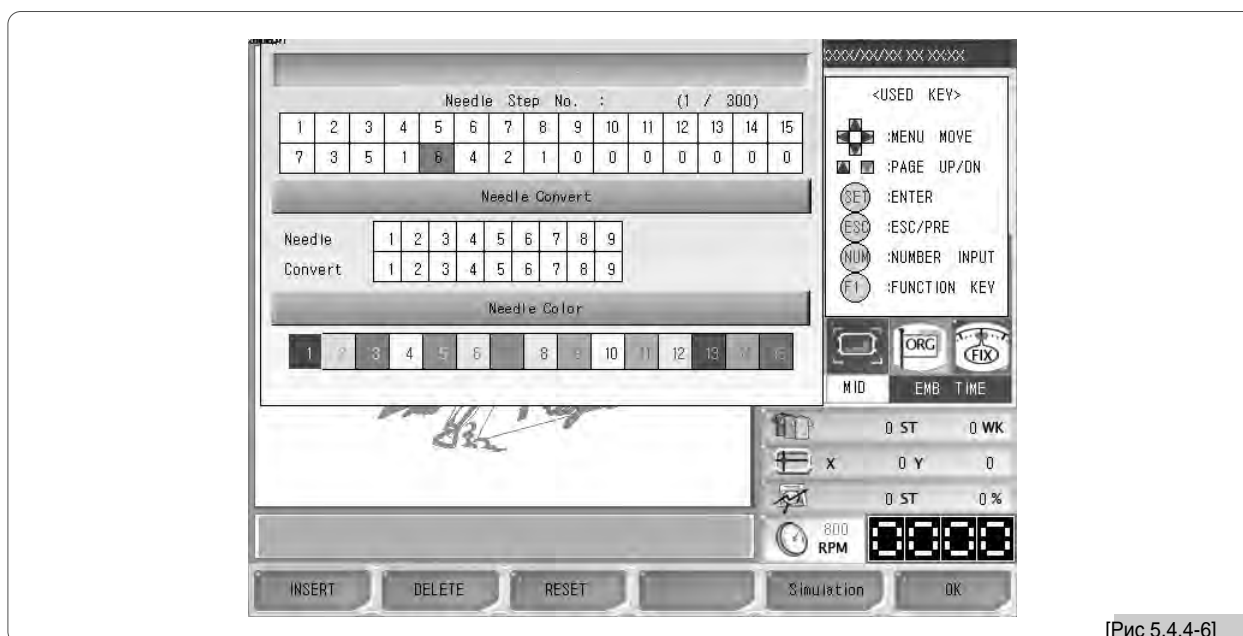 XXX/XX/XX XX XXXX
Needle Step No. : (1 / 300)
1 2 3 4 5 6 7 8 9 10 11 12 13 14 15
7 3 5 1 6 4 2 1 0 0 0 0 0 0 0
Needle Convert
Needle 1 2 3 4 5 6 7 8 9
Convert 1 2 3 4 5 6 7 8 9
Needle Color
1 2 3 4 5 6 8 9 10 11 12 13 14 15
<USED KEY>
:MENU MOVE
:PAGE UP/DN
SET :ENTER
ESC :ESC/PRE
NUM :NUMBER INPUT
F1 :FUNCTION KEY
ORG FIX
MID EMB TIME
0 ST 0 WK
X 0 Y 0
0 ST 0 %
800
RPM
INSERT DELETE RESET Simulation OK
[Рис 5.4.4-6]